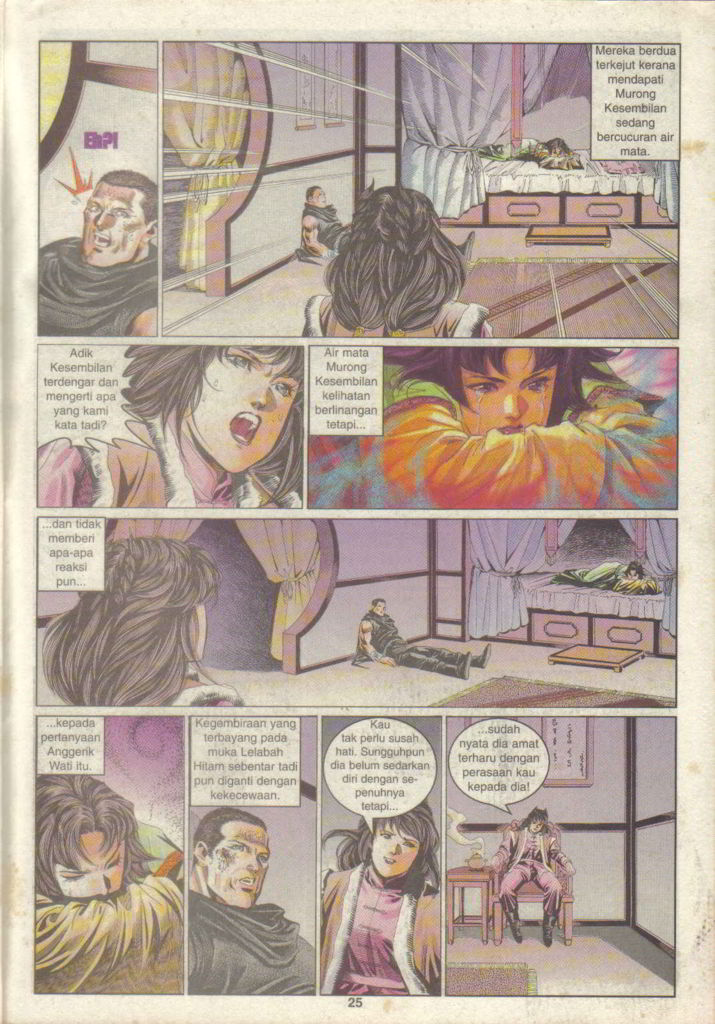 Mereka berdua
terkejut kerana
mendapati
Murong
Kesembilan
sedang
bercucuran air
mata.
Eh?!
Adik
Kesembilan
terdengar dan
mengerti apa
yang kami
kata tadi?
Air mata
Murong
Kesembilan
kelihatan
berlinangan
tetapi...
...dan tidak
memberi
apa-apa
reaksi
pun...
...kepada
pertanyaan
Anggerik
Wati itu.
Kegembiraan yang
terbayang pada
muka Lelabah
Hitam sebentar tadi
pun diganti dengan
kekecewaan.
Kau
tak perlu susah
hati. Sungguhpun
dia belum sedarkan
diri dengan se-
penuhnya
tetapi...
...sudah
nyata dia amat
terharu dengan
perasaan kau
kepada dia!
25